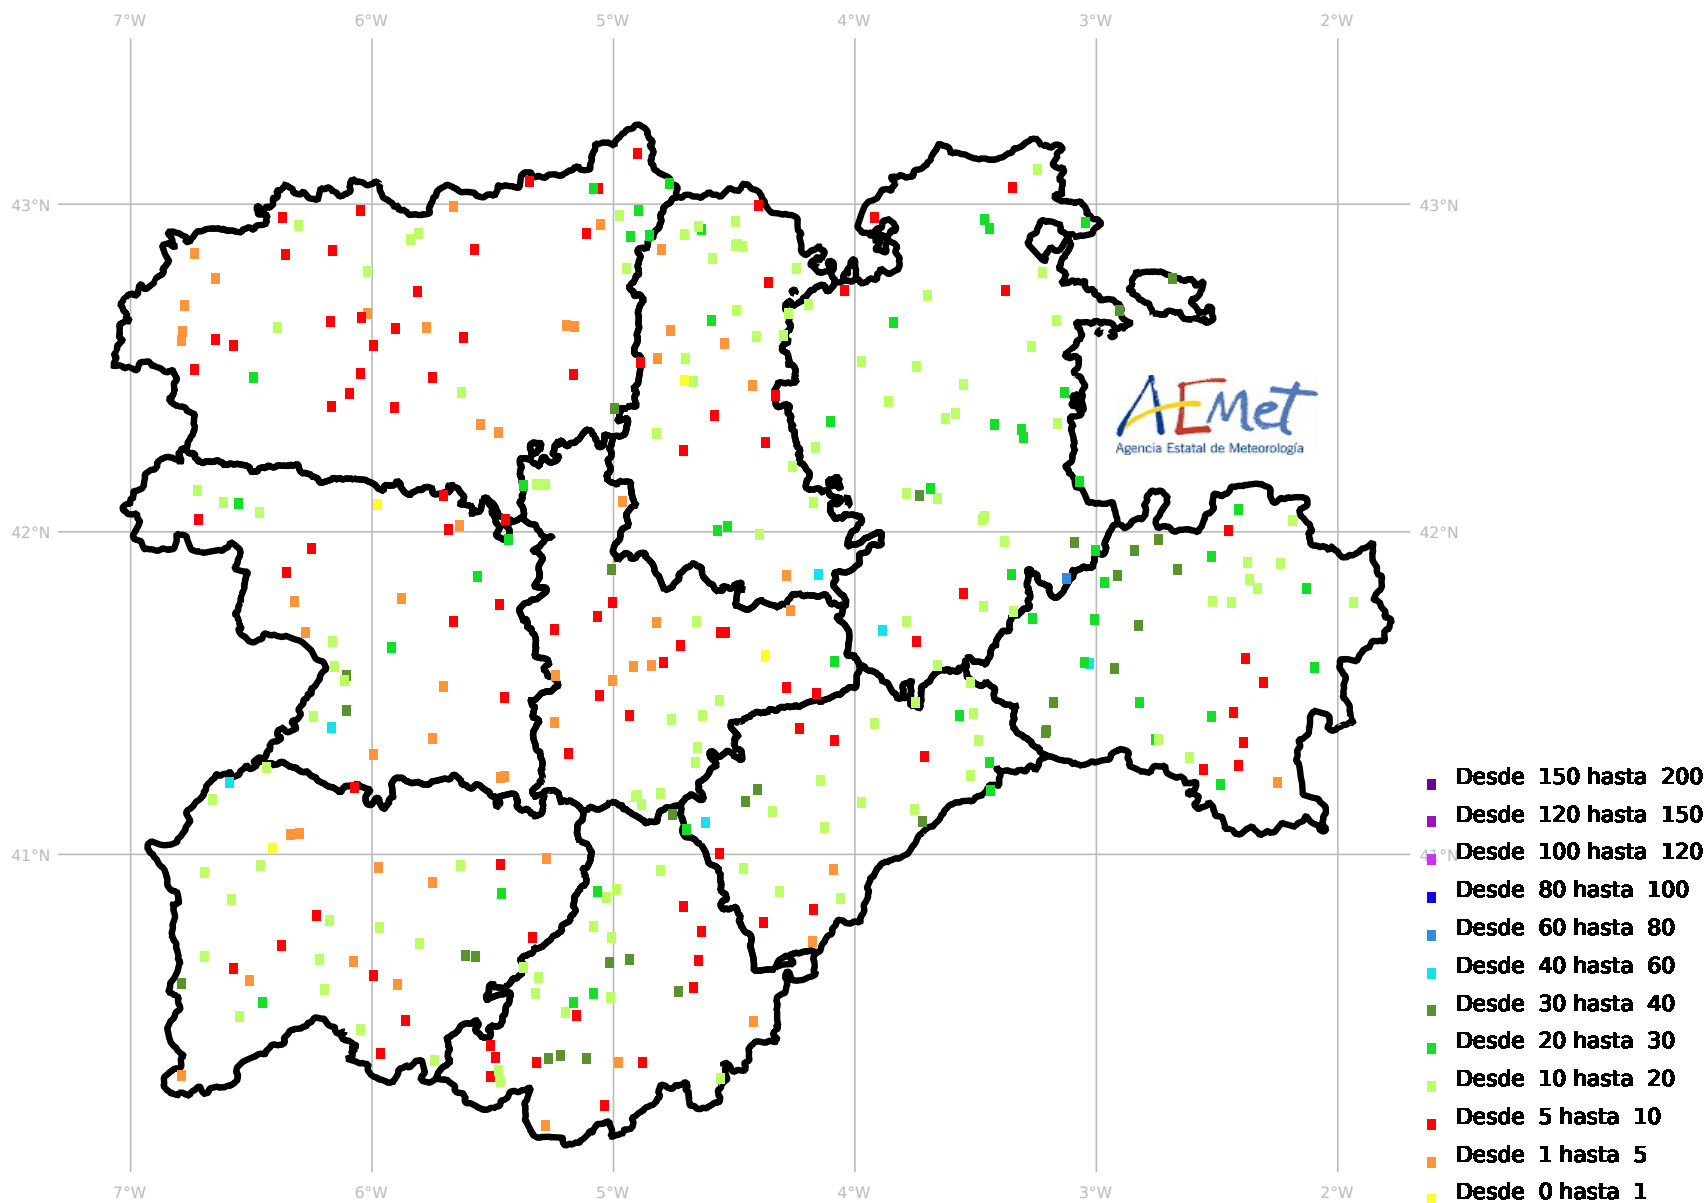 7°W 6°W 5°W 4°W 3°W 2°W
43°N 43°N
AEMet
Agencia Estatal de Meteorología
42°N 42°N
Desde 150 hasta 200
Desde 120 hasta 150
41°N 41°N
Desde 100 hasta 120
Desde 80 hasta 100
Desde 60 hasta 80
Desde 40 hasta 60
Desde 30 hasta 40
Desde 20 hasta 30
Desde 10 hasta 20
Desde 5 hasta 10
Desde 1 hasta 5
Desde 0 hasta 1
7°W 6°W 5°W 4°W 3°W 2°W